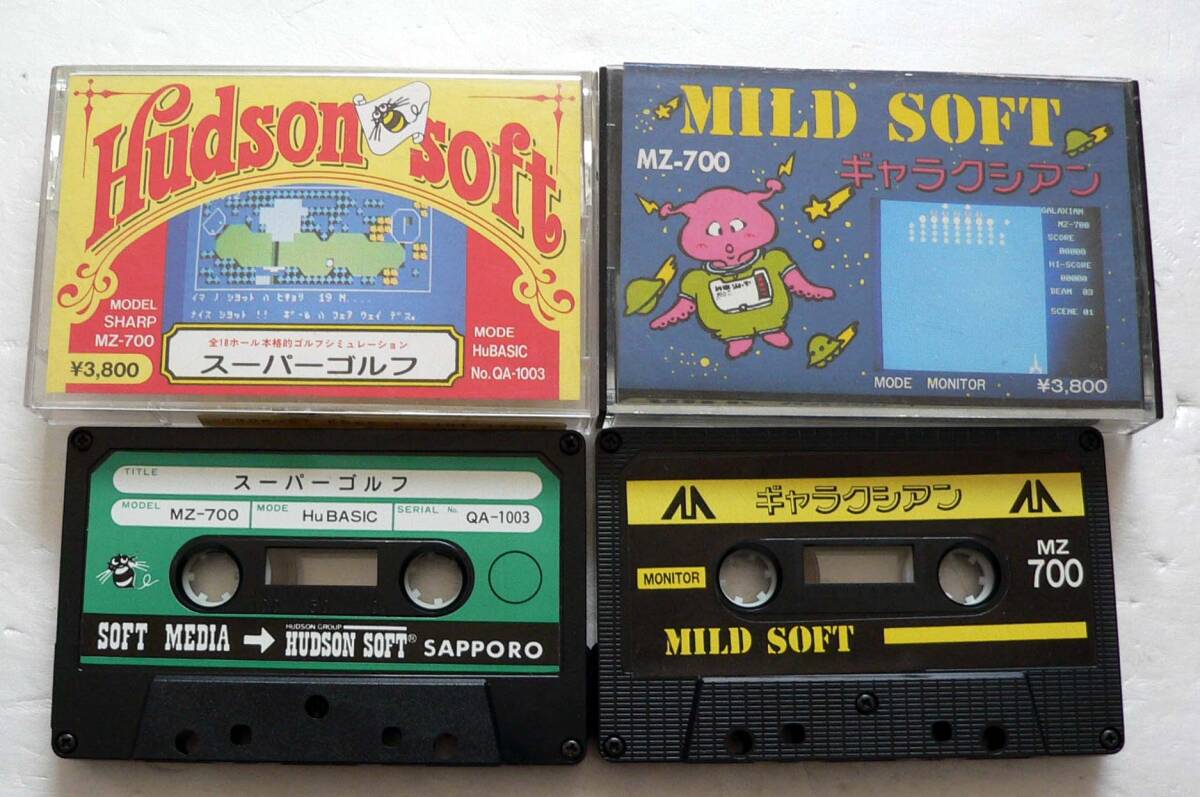 Hudson soft
イマ ノ ショット ハ ヒキョリ 19 M....
ナイス ショット !! ボール ハ フェア ウェイ デス。
MODEL
SHARP
MZ-700
¥3,800
全18ホール本格的ゴルフシミュレーション
スーパーゴルフ
MODE
HuBASIC
No.QA-1003
MILD SOFT
MZ-700
ギャラクシアン
GALAXIAN
MZ-700
SCORE
00000
HI-SCORE
00000
BEAM 03
SCENE 01
MODE MONITOR
¥3,800
TITLE
スーパーゴルフ
MODEL MZ-700 MODE HuBASIC SERIAL No. QA-1003
SOFT MEDIA → HUDSON GROUP
HUDSON SOFT® SAPPORO
ギャラクシアン
MONITOR
MZ
700
MILD SOFT